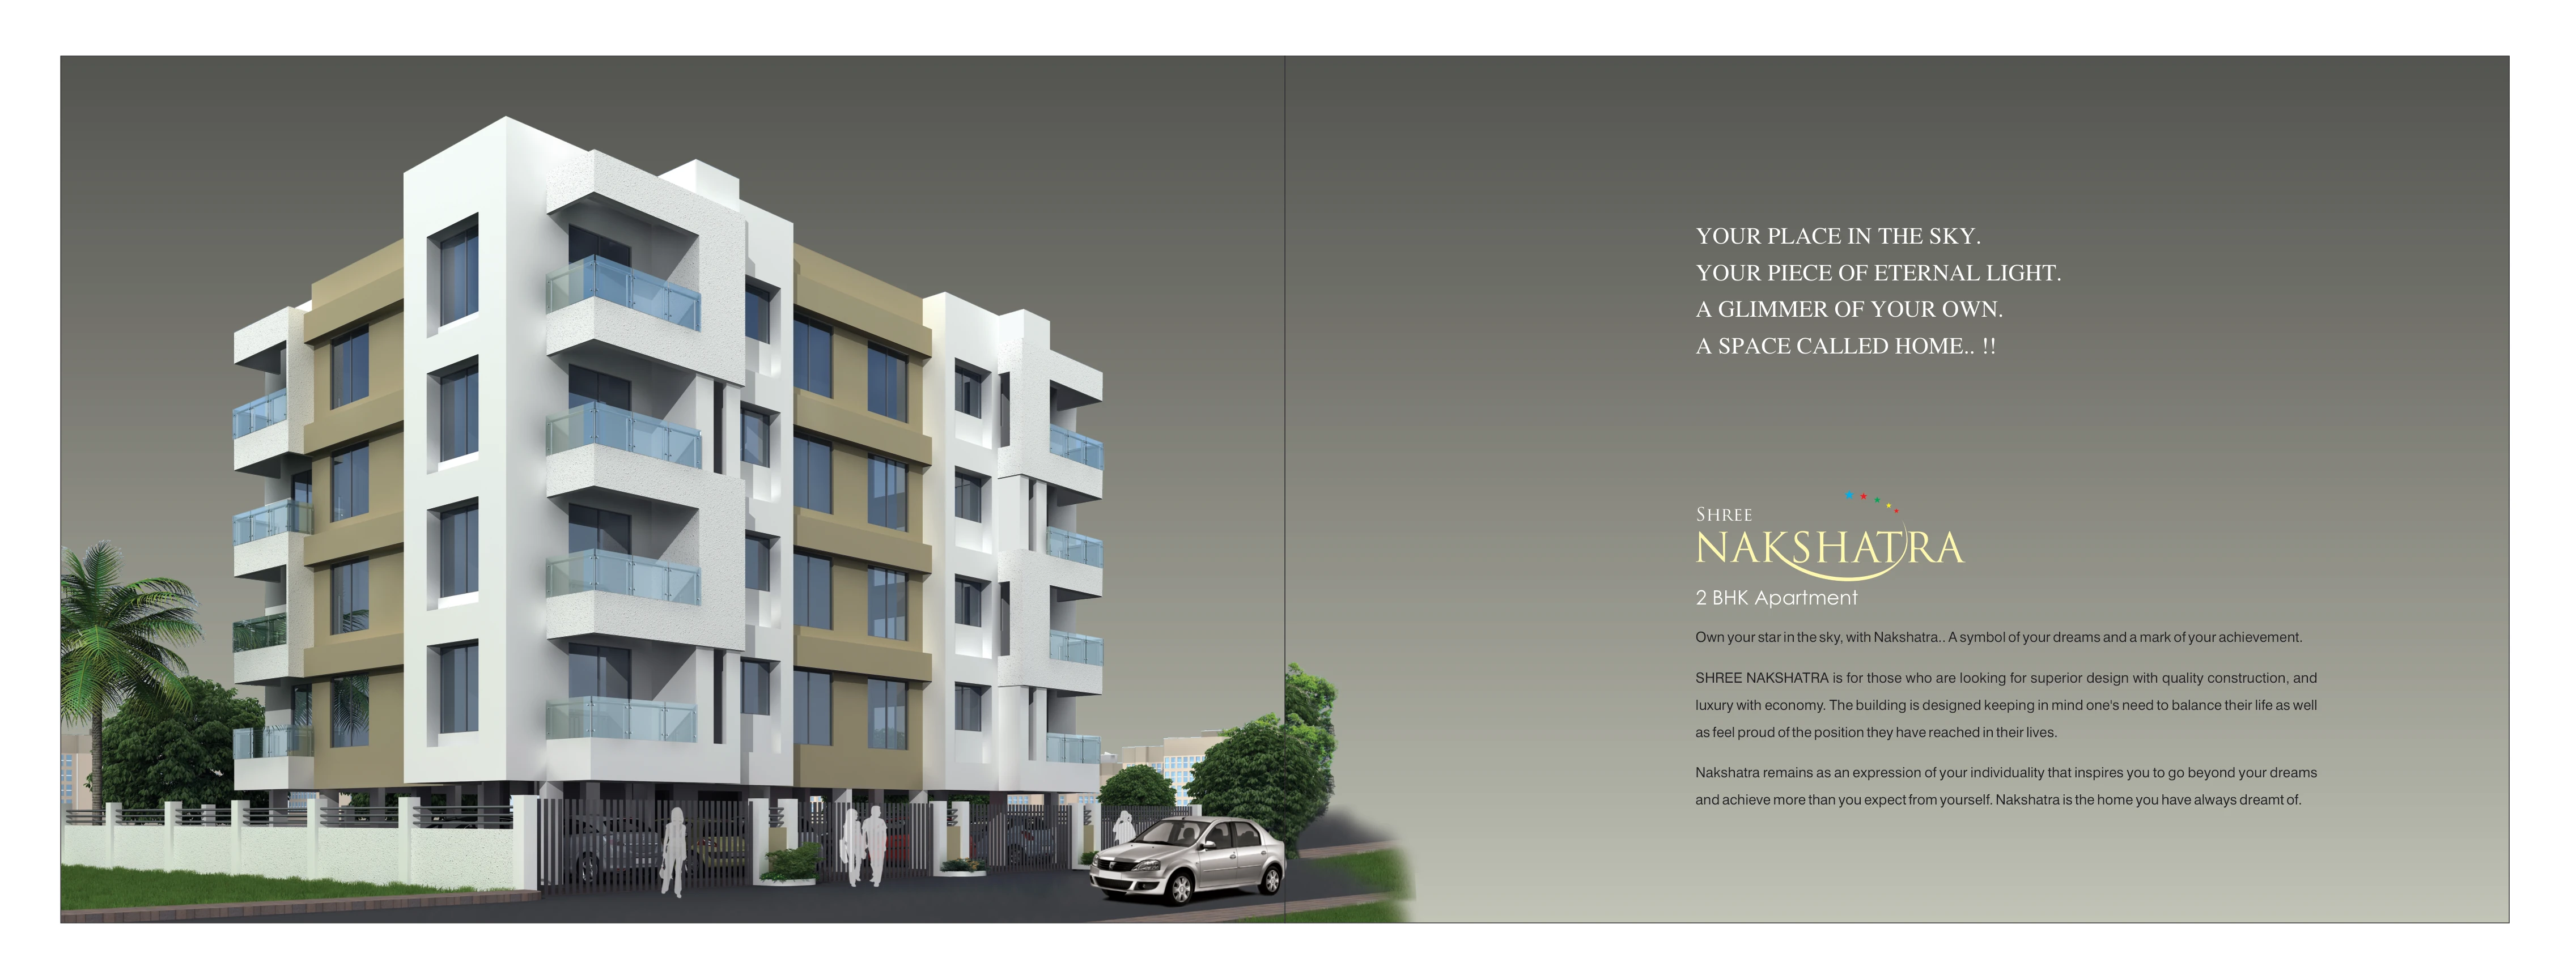 YOUR PLACE IN THE SKY.
YOUR PIECE OF ETERNAL LIGHT.
A GLIMMER OF YOUR OWN.
A SPACE CALLED HOME.. !!
SHREE
NAKSHATRA
2 BHK Apartment
Own your star in the sky, with Nakshatra.. A symbol of your dreams and a mark of your achievement.
SHREE NAKSHATRA is for those who are looking for superior design with quality construction, and
luxury with economy. The building is designed keeping in mind one's need to balance their life as well
as feel proud of the position they have reached in their lives.
Nakshatra remains as an expression of your individuality that inspires you to go beyond your dreams
and achieve more than you expect from yourself. Nakshatra is the home you have always dreamt of.